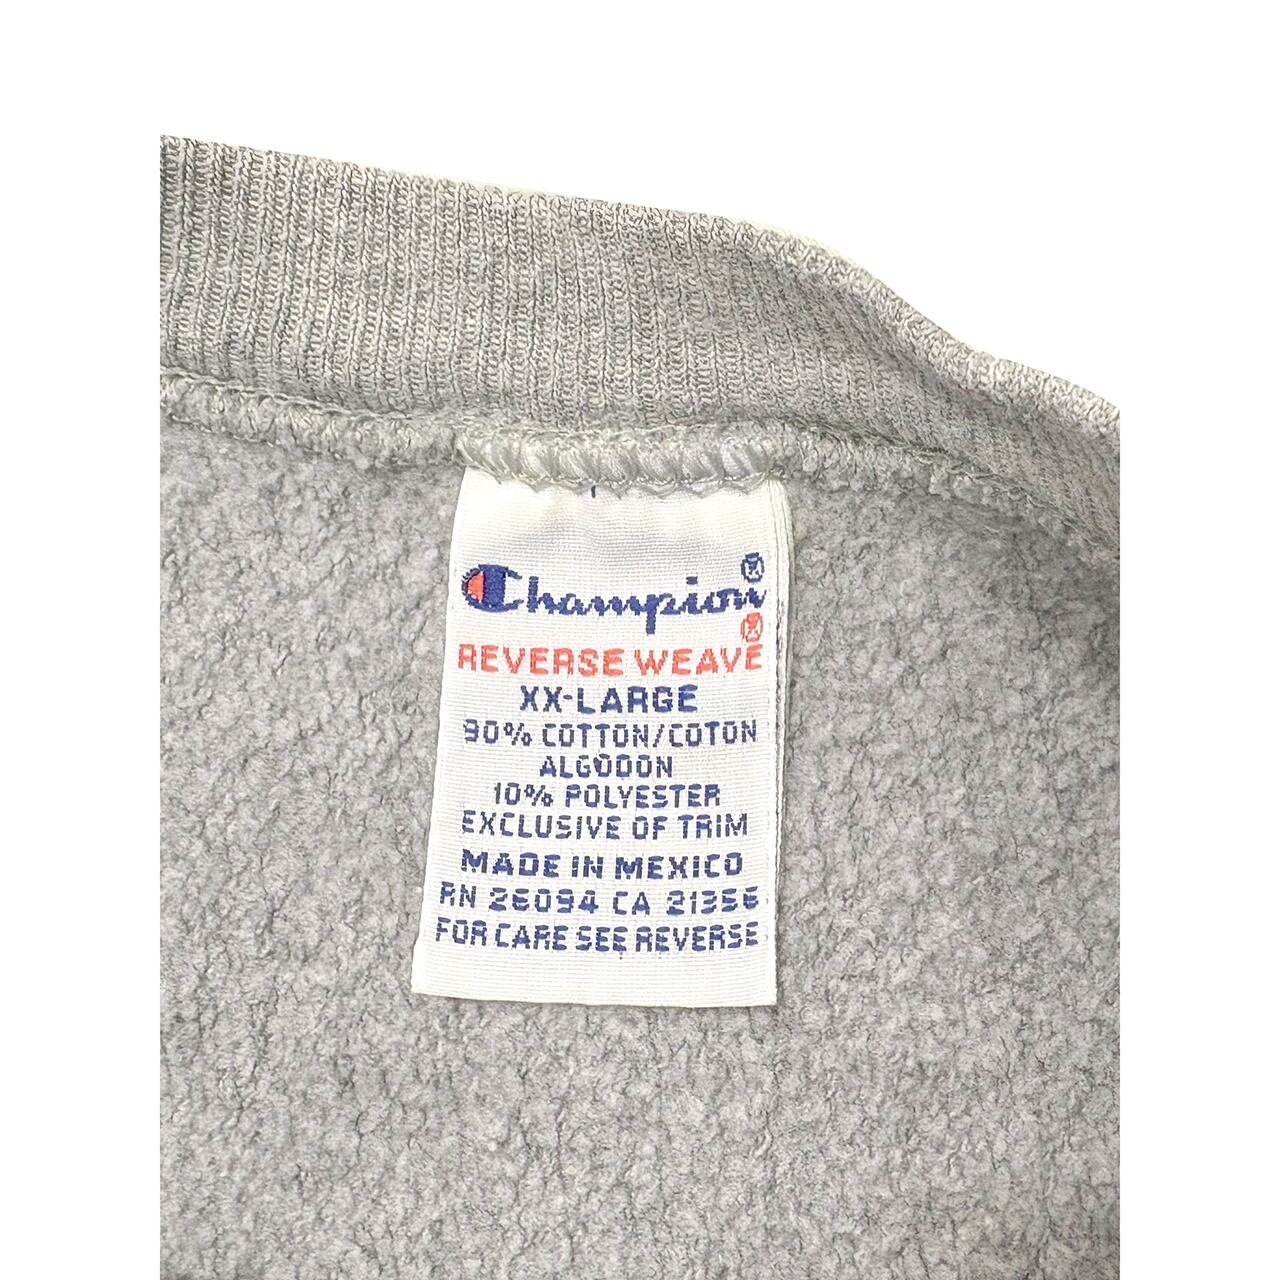 Champion®
®
REVERSE WEAVE
XX-LARGE
90% COTTON/COTON
ALGODON
10% POLYESTER
EXCLUSIVE OF TRIM
MADE IN MEXICO
RN 26094 CA 21356
FOR CARE SEE REVERSE